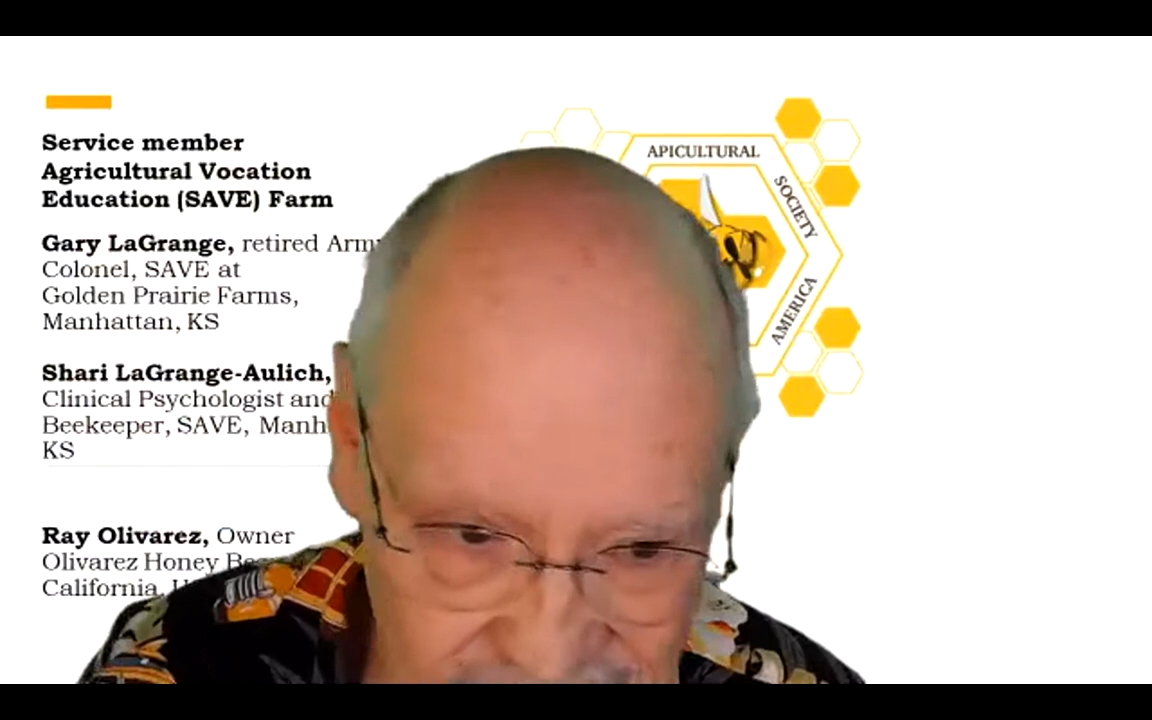 Service member
Agricultural Vocation
Education (SAVE) Farm
Gary LaGrange, retired
Colonel, SAVE at
Golden Prairie Farms,
Manhattan, KS
Shari LaGrange-Aulich,
Clinical Psychologist and
Beekeeper, SAVE,
KS
Ray Olivarez, Owner
Olivarez Honey
California,
APICULTURAL
SOCIETY
AMERICA